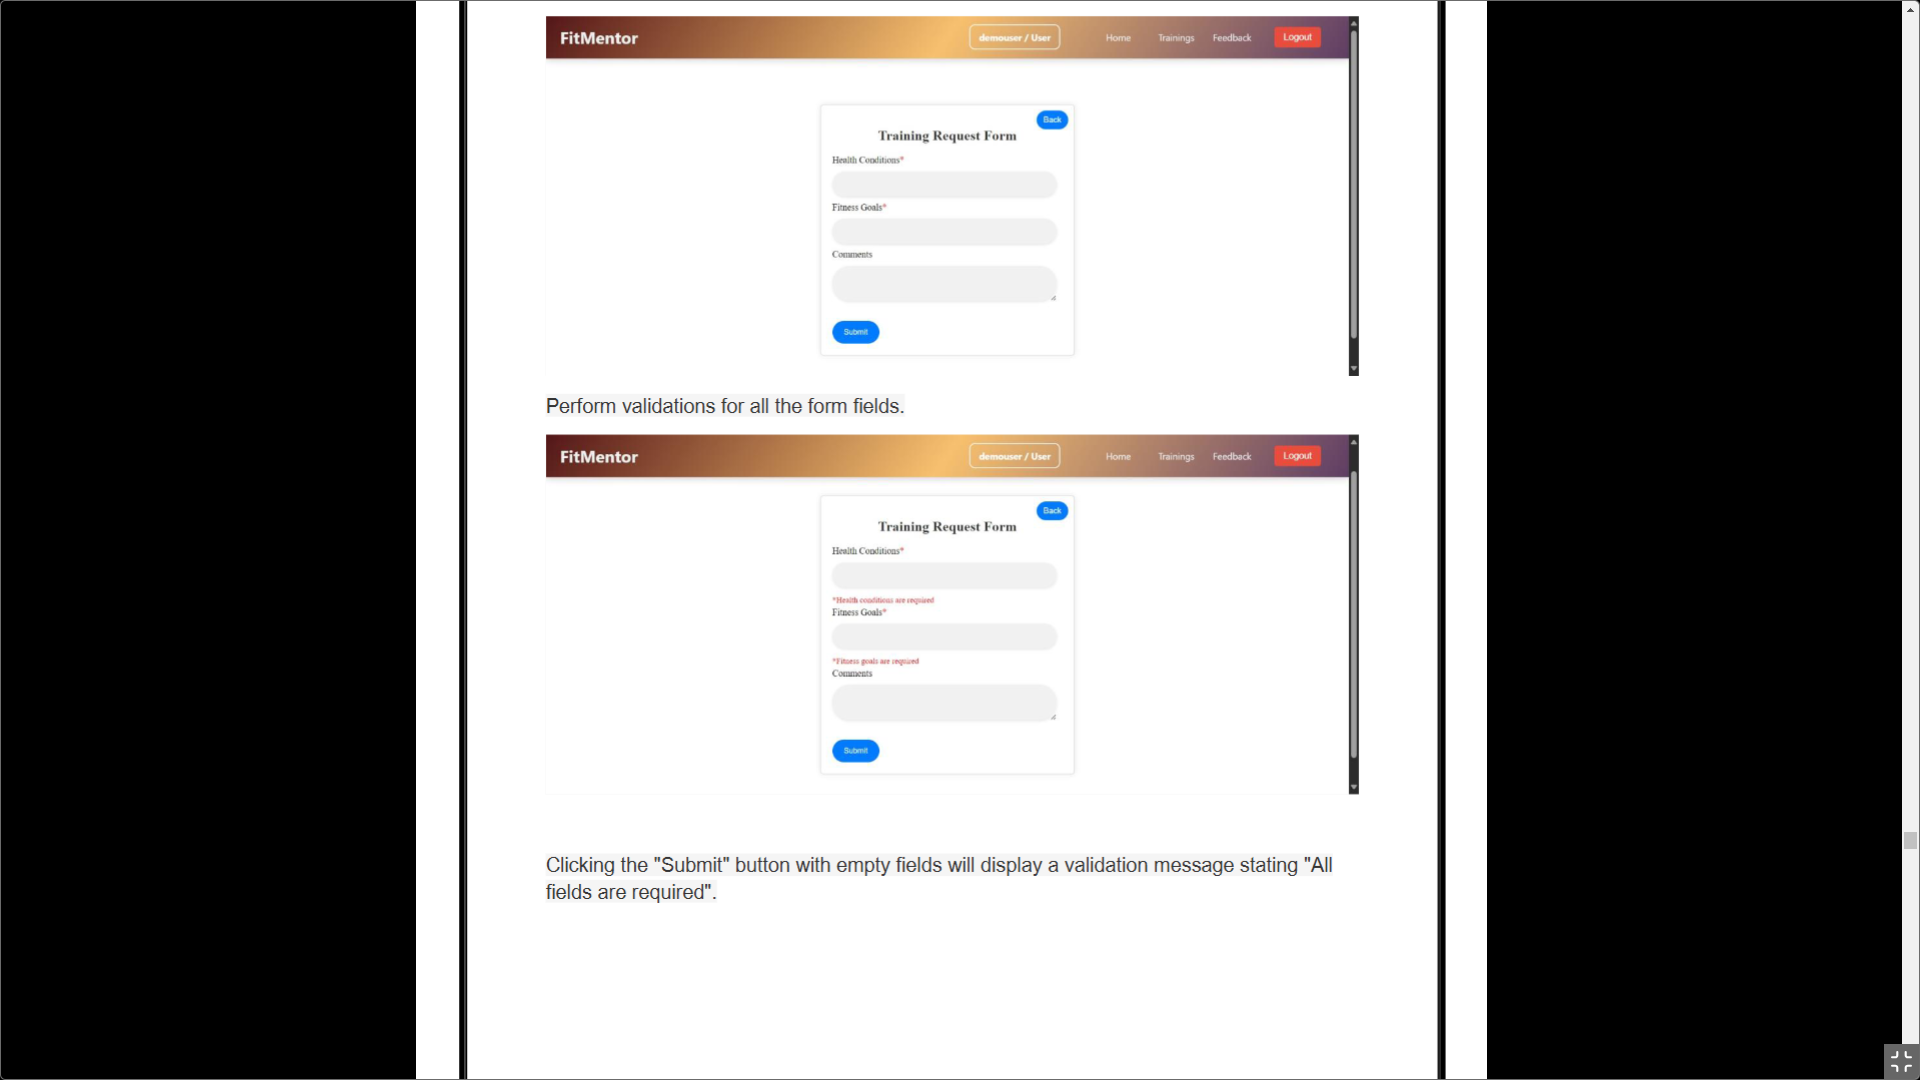 FitMentor
demouser / User
Home
Trainings
Feedback
Logout
Back
Training Request Form
Health Conditions*
Fitness Goals*
Comments
Submit
Perform validations for all the form fields.
FitMentor
demouser / User
Home
Trainings
Feedback
Logout
Back
Training Request Form
Health Conditions*
*Health conditions are required
Fitness Goals*
*Fitness goals are required
Comments
Submit
Clicking the "Submit" button with empty fields will display a validation message stating "All
fields are required".